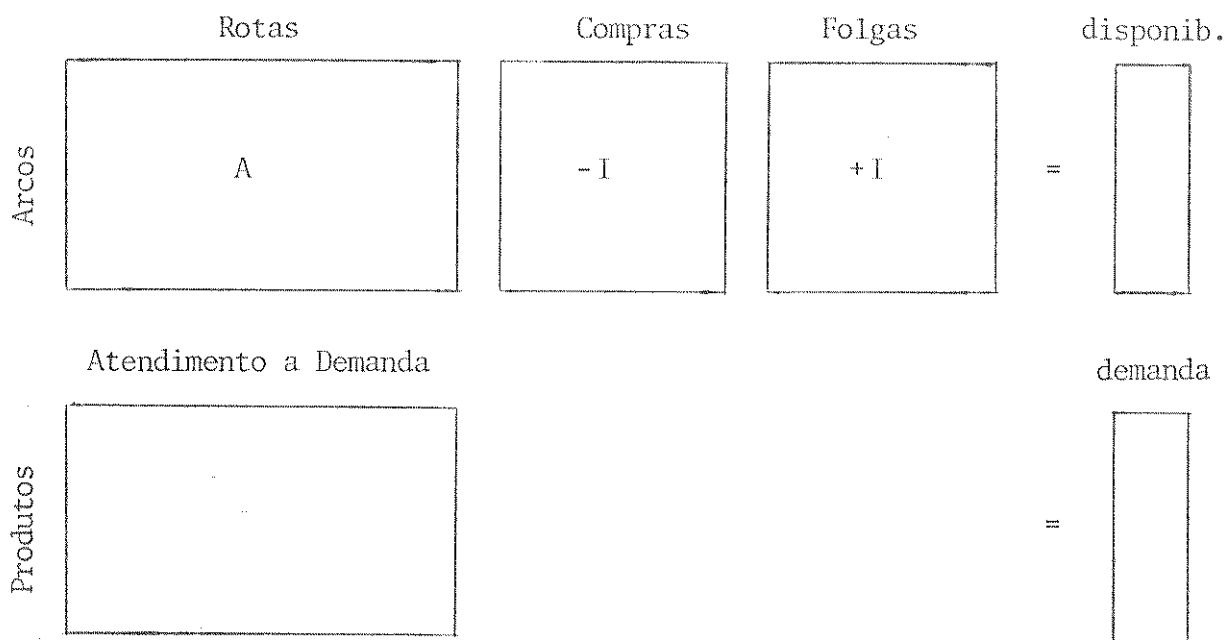 Rotas Compras Folgas disponib.
Arcos A -I +I =
Atendimento a Demanda demanda
Produtos =